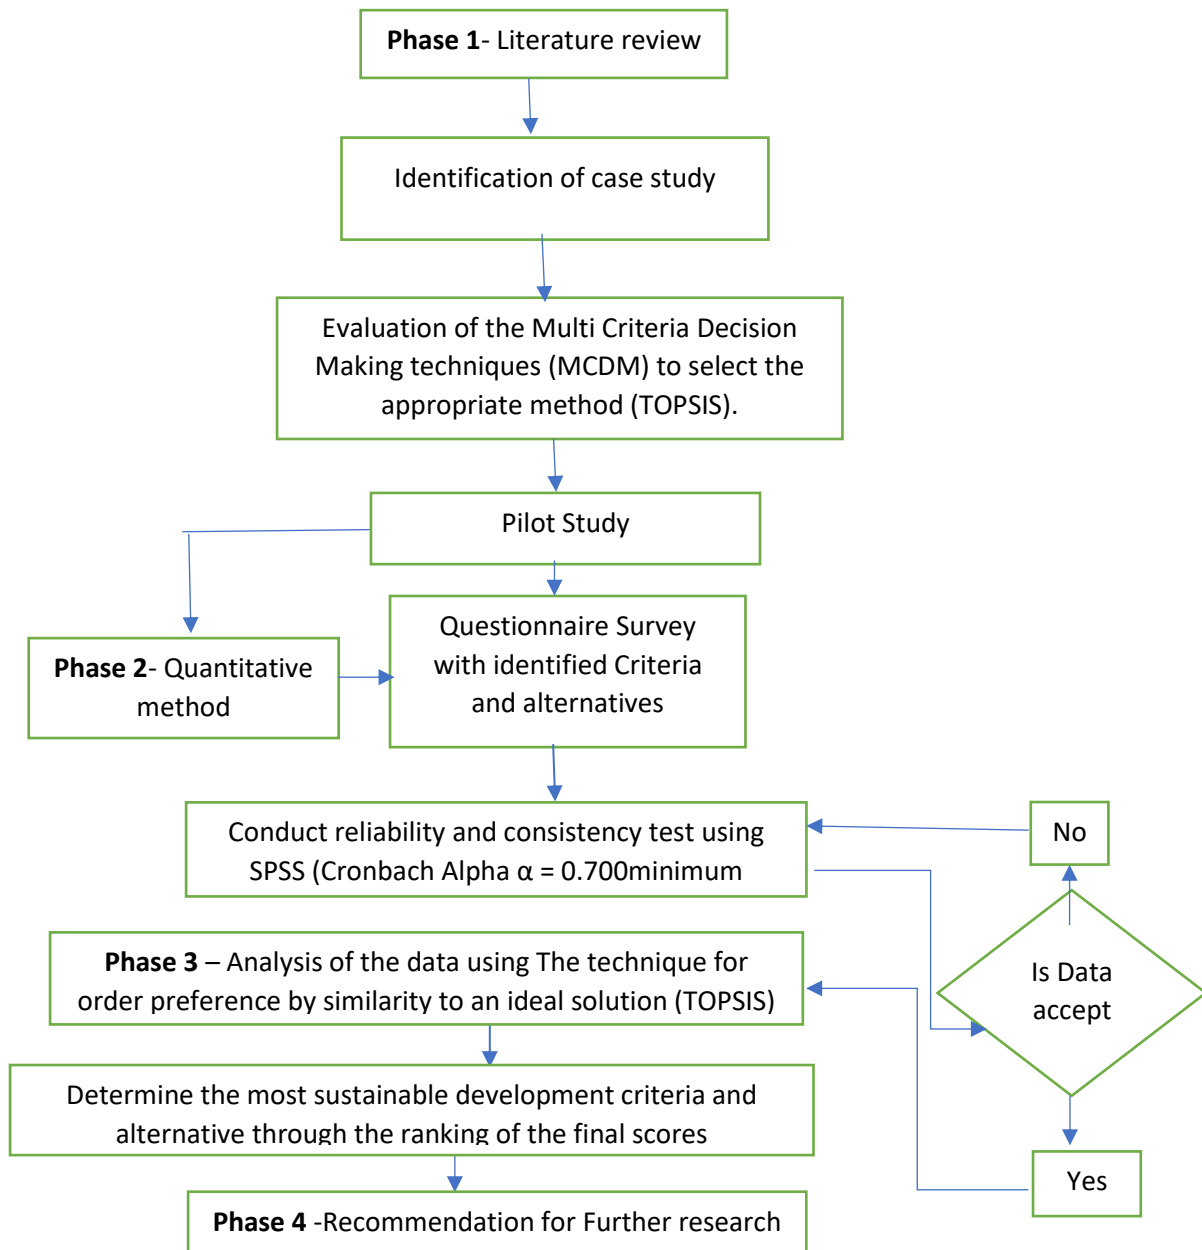 Phase 1- Literature review
Identification of case study
Evaluation of the Multi Criteria Decision
Making techniques (MCDM) to select the
appropriate method (TOPSIS).
Pilot Study
Phase 2- Quantitative
method
Questionnaire Survey
with identified Criteria
and alternatives
Conduct reliability and consistency test using
SPSS (Cronbach Alpha α = 0.700minimum
No
Is Data
accept
Phase 3 – Analysis of the data using The technique for
order preference by similarity to an ideal solution (TOPSIS)
Determine the most sustainable development criteria and
alternative through the ranking of the final scores
Yes
Phase 4 -Recommendation for Further research